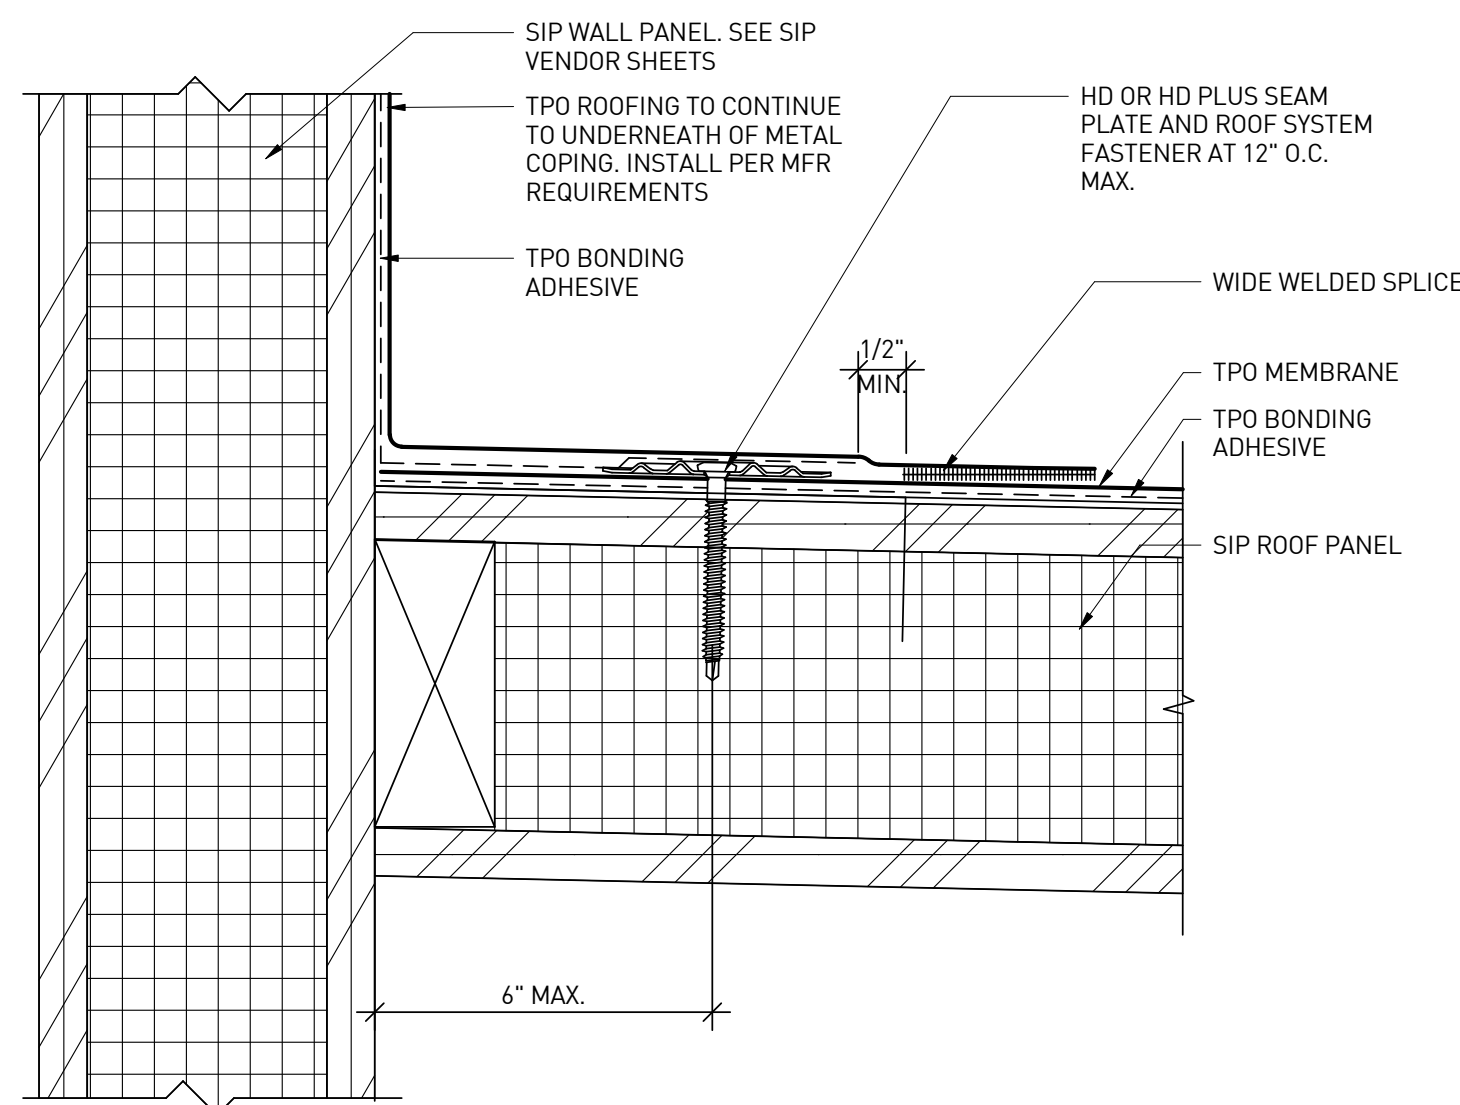 SIP WALL PANEL. SEE SIP
VENDOR SHEETS
TPO ROOFING TO CONTINUE
TO UNDERNEATH OF METAL
COPING. INSTALL PER MFR
REQUIREMENTS
TPO BONDING
ADHESIVE
HD OR HD PLUS SEAM
PLATE AND ROOF SYSTEM
FASTENER AT 12" O.C.
MAX.
WIDE WELDED SPLICE
1/2"
MIN.
TPO MEMBRANE
TPO BONDING
ADHESIVE
SIP ROOF PANEL
6" MAX.